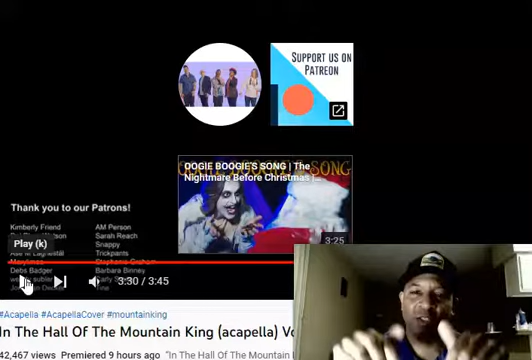 SUPPORT US ON
PATREON
OOGIE BOOGIE'S SONG | The
Nightmare Before Christmas |...
3:25
Thank you to our Patrons!
Kimberly Friend
AM Person
Sarah Reach
Snappy
Trickpants
Debs Badger
Barbara Binney
Play (k)
3:30 / 3:45
#Acapella #AcapellaCover #mountainking
In The Hall Of The Mountain King (acapella) Vo
42,467 views Premiered 9 hours ago "In The Hall Of The Mountain